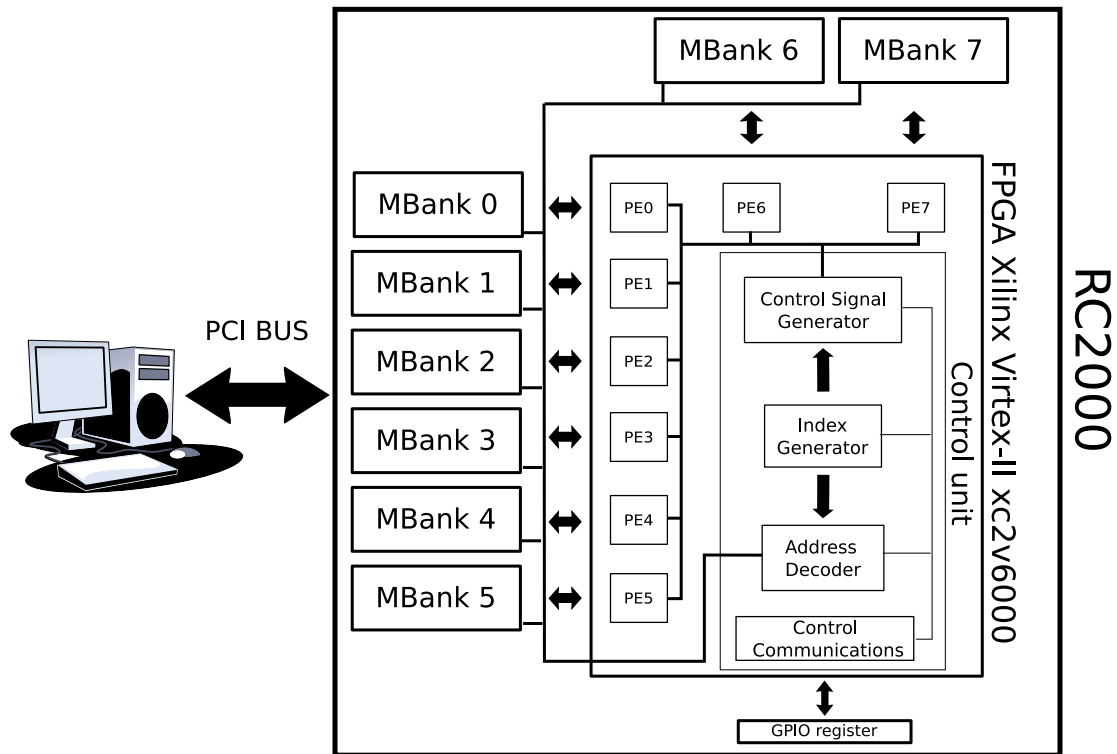 MBank 6
MBank 7
MBank 0
MBank 1
MBank 2
MBank 3
MBank 4
MBank 5
PCI BUS
PE0
PE6
PE7
PE1
PE2
PE3
PE4
PE5
Control Signal
Generator
Index
Generator
Address
Decoder
Control
Communications
Control unit
FPGA Xilinx Virtex-II xc2v6000
RC2000
GPIO register